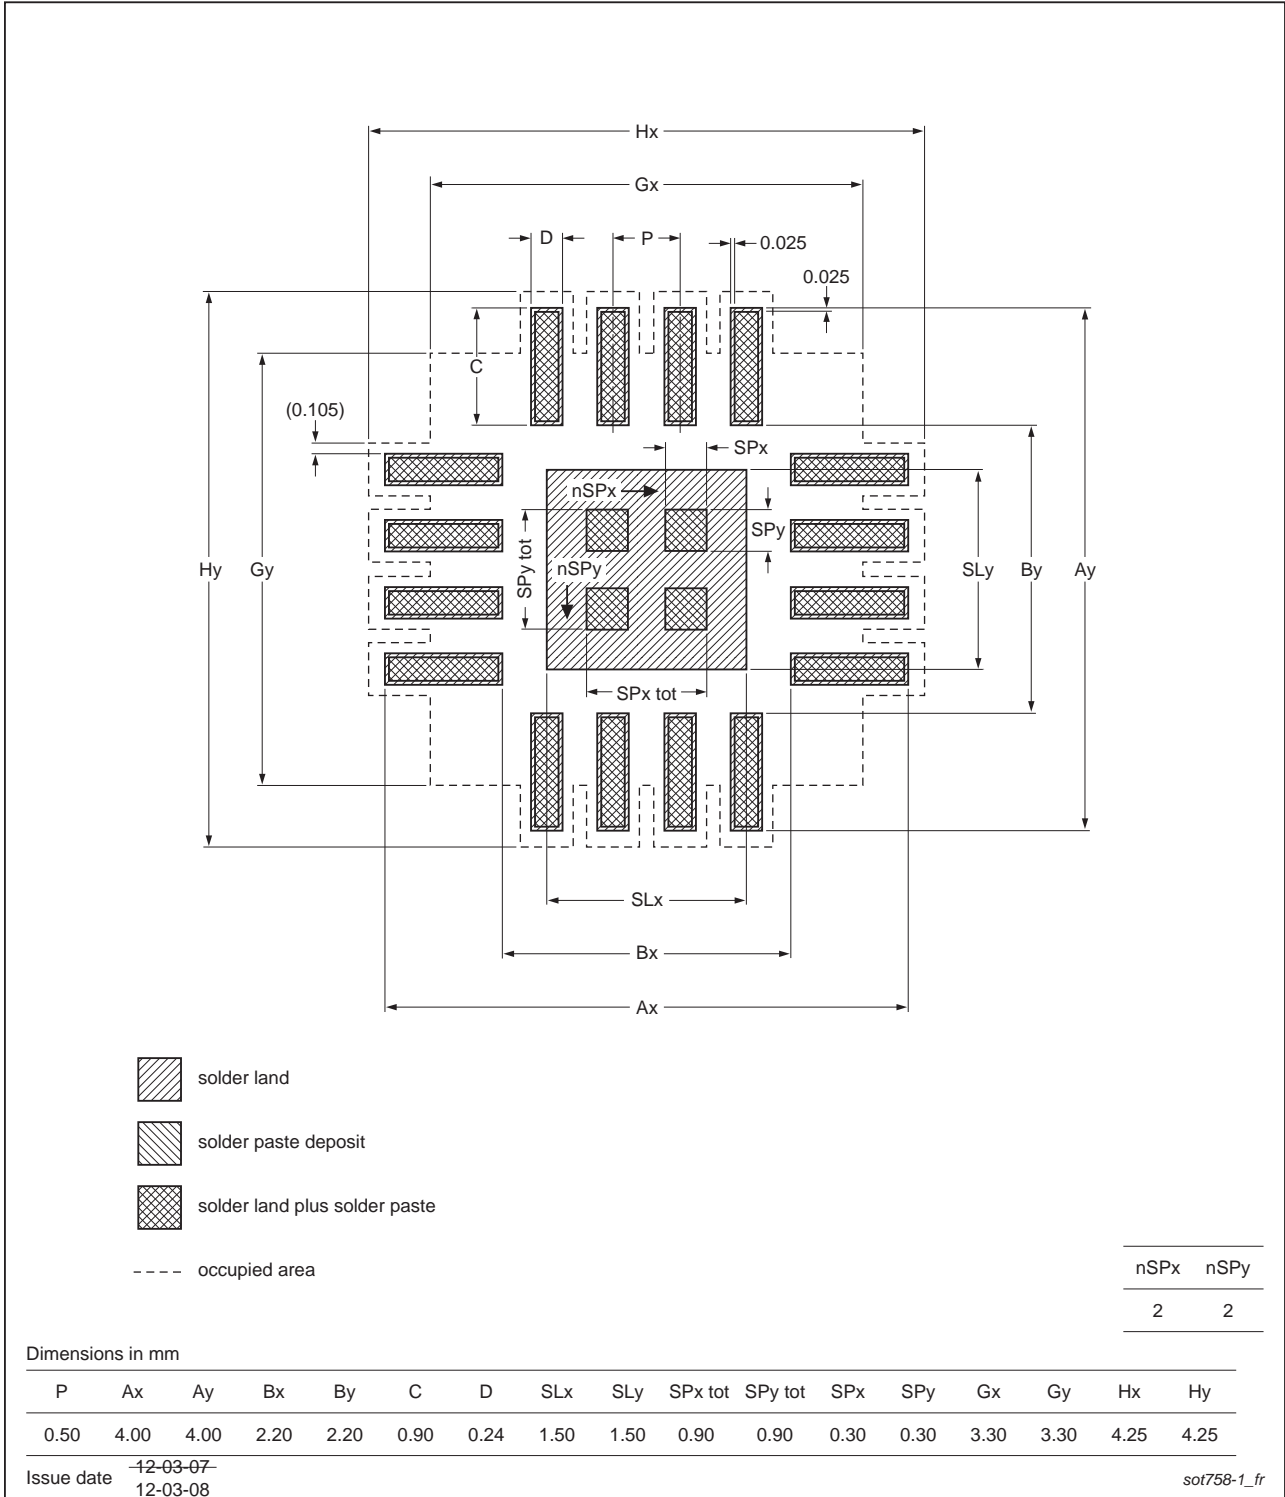 Hx
Gx
D
P
0.025
0.025
C
(0.105)
SPx
nSPx
SPy
SPy tot
nSPy
Hy
Gy
SLy
By
Ay
SPx tot
SLx
Bx
Ax
solder land
solder paste deposit
solder land plus solder paste
occupied area
nSPx nSPy
2 2
Dimensions in mm
P Ax Ay Bx By C D SLx SLy SPx tot SPy tot SPx SPy Gx Gy Hx Hy
0.50 4.00 4.00 2.20 2.20 0.90 0.24 1.50 1.50 0.90 0.90 0.30 0.30 3.30 3.30 4.25 4.25
Issue date 12-03-07
12-03-08
sot758-1_fr